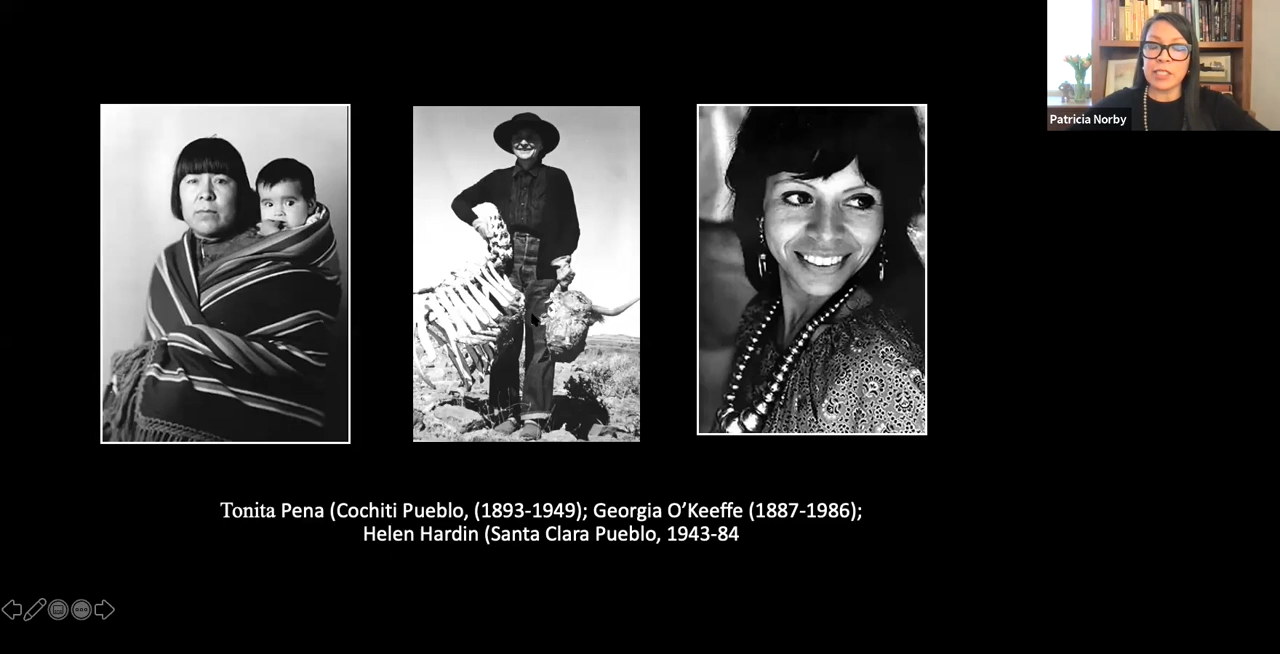 Patricia Norby
Tonita Pena (Cochiti Pueblo, (1893-1949); Georgia O’Keeffe (1887-1986);
Helen Hardin (Santa Clara Pueblo, 1943-84